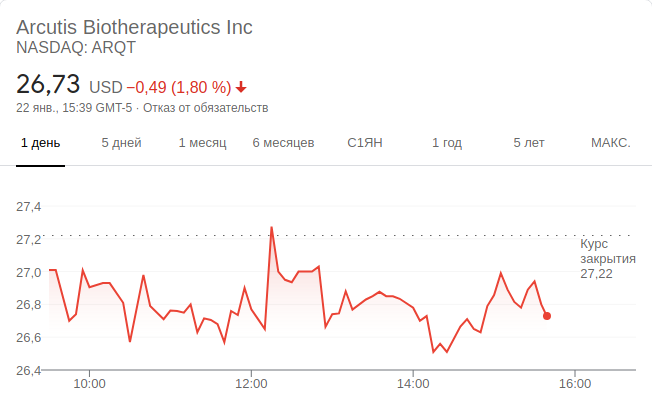 Arcutis Biotherapeutics Inc
NASDAQ: ARQT
26,73 USD −0,49 (1,80 %)
22 янв., 15:39 GMT-5 · Отказ от обязательств
1 день 5 дней 1 месяц 6 месяцев С1ЯН 1 год 5 лет МАКС.
27,4
27,2
Курс
закрытия
27,22
27,0
26,8
26,6
26,4
10:00 12:00 14:00 16:00